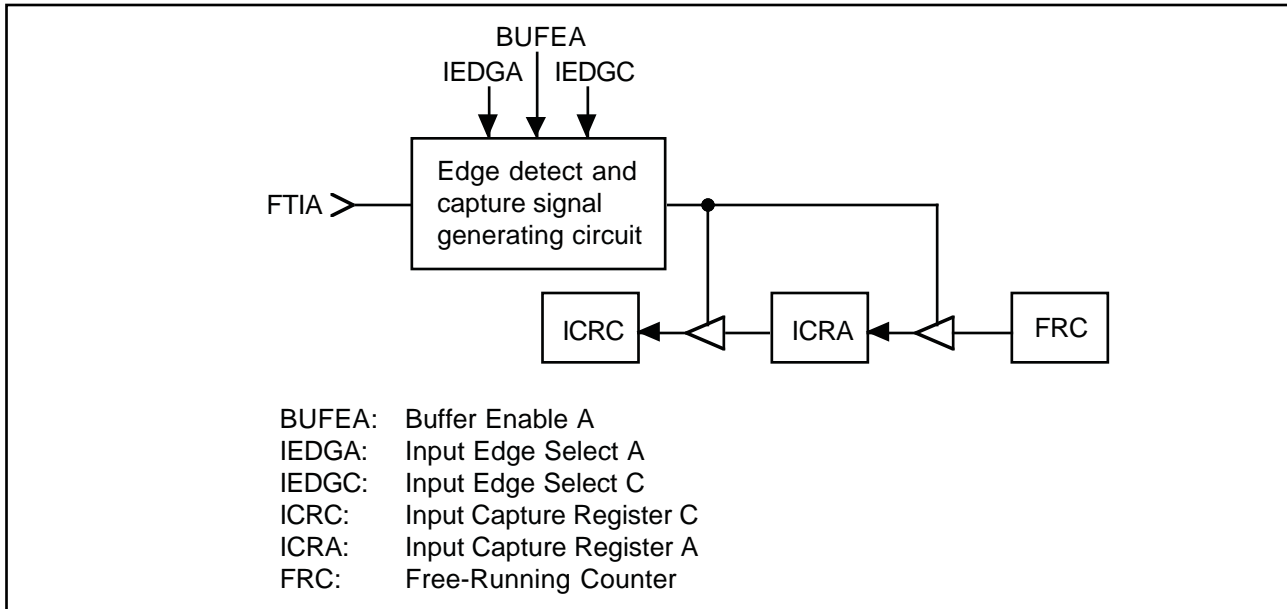 BUFEA
IEDGA IEDGC
Edge detect and
capture signal
generating circuit
FTIA
ICRC
ICRA
FRC
BUFEA: Buffer Enable A
IEDGA: Input Edge Select A
IEDGC: Input Edge Select C
ICRC: Input Capture Register C
ICRA: Input Capture Register A
FRC: Free-Running Counter